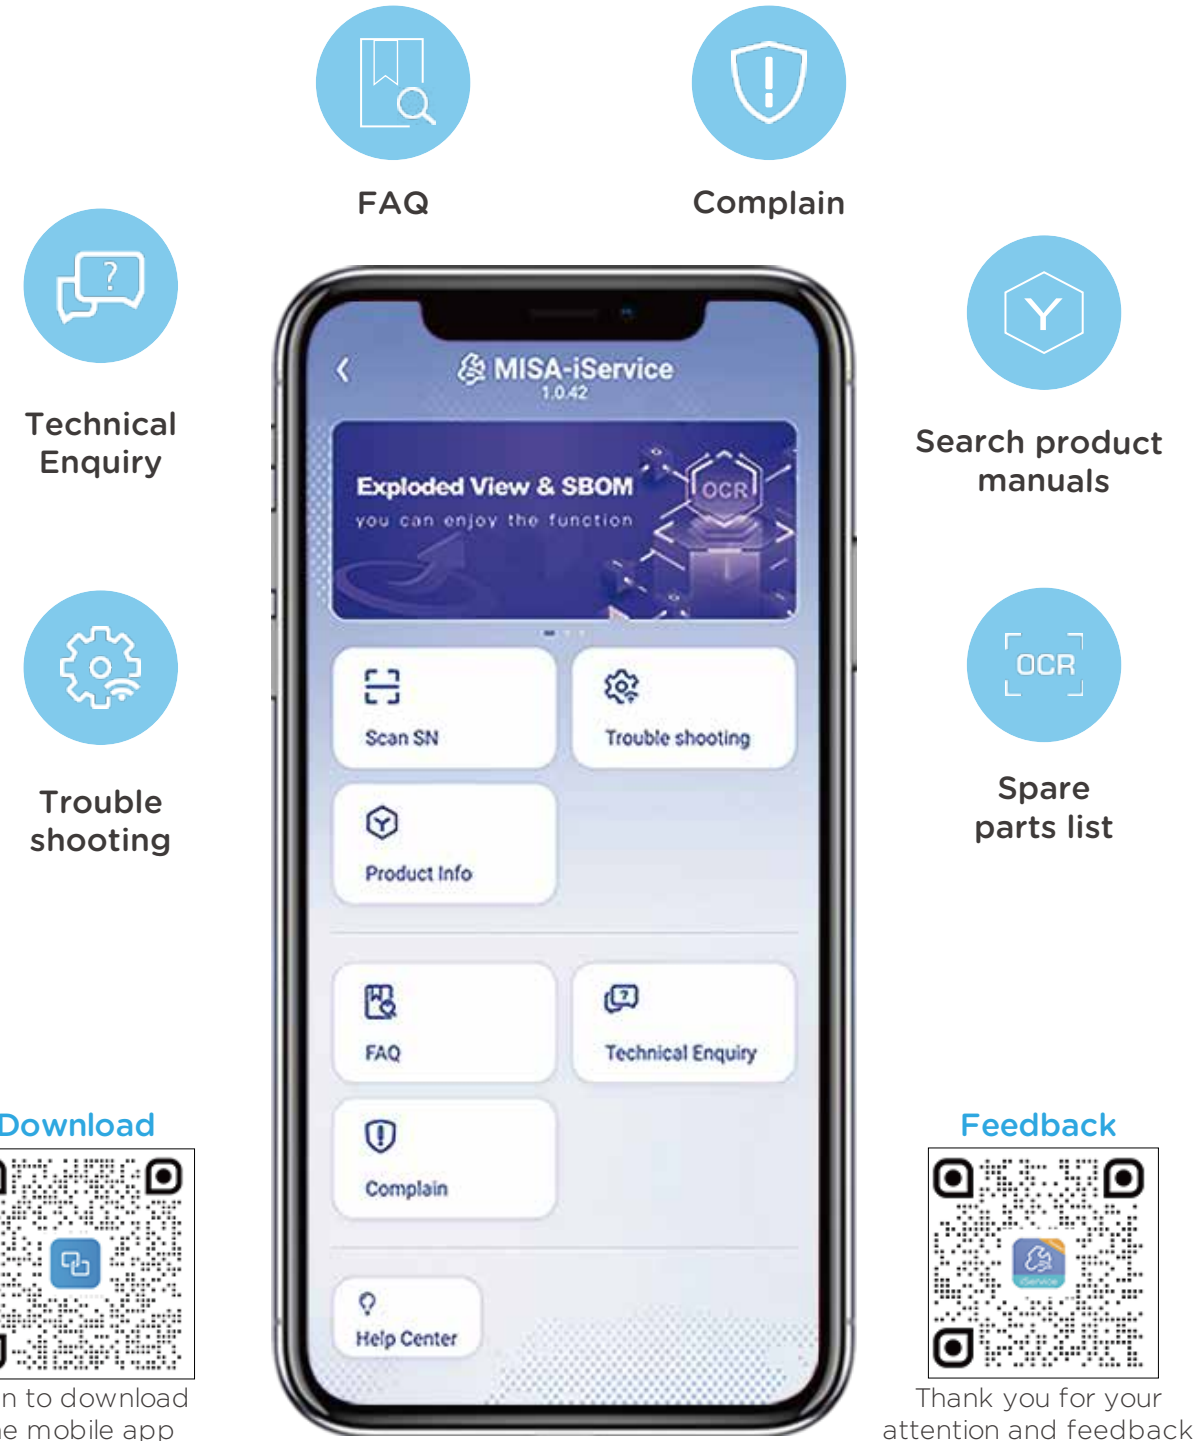 FAQ
Complain
Technical
Enquiry
Search product
manuals
Trouble
shooting
OCR
Spare
parts list
MISA-iService
1.0.42
Exploded View & SBOM
you can enjoy the function
OCR
Scan SN
Trouble shooting
Product Info
FAQ
Technical Enquiry
Complain
Help Center
Download
to download
mobile app
Feedback
iService
Thank you for your
attention and feedback